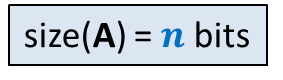 size(A) = n bits